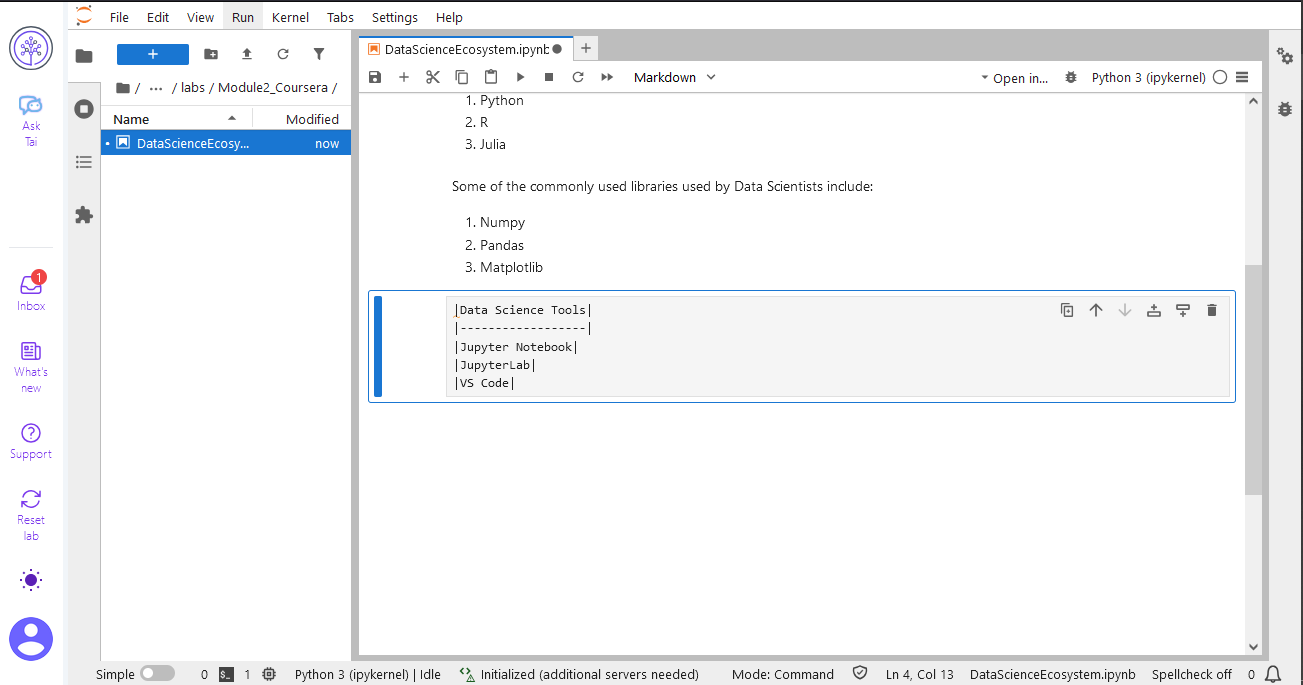 File Edit View Run Kernel Tabs Settings Help
Ask
Tai
1
Inbox
What's
new
Support
Reset
lab
+
/ ··· / labs / Module2_Coursera /
Name Modified
DataScienceEcosy... now
DataScienceEcosystem.ipynb
+
Markdown
Open in...
Python 3 (ipykernel)
1. Python
2. R
3. Julia
Some of the commonly used libraries used by Data Scientists include:
1. Numpy
2. Pandas
3. Matplotlib
|Data Science Tools|
|------------------|
|Jupyter Notebook|
|JupyterLab|
|VS Code|
Simple 0 $_ 1 Python 3 (ipykernel) | Idle Initialized (additional servers needed) Mode: Command Ln 4, Col 13 DataScienceEcosystem.ipynb Spellcheck off 0